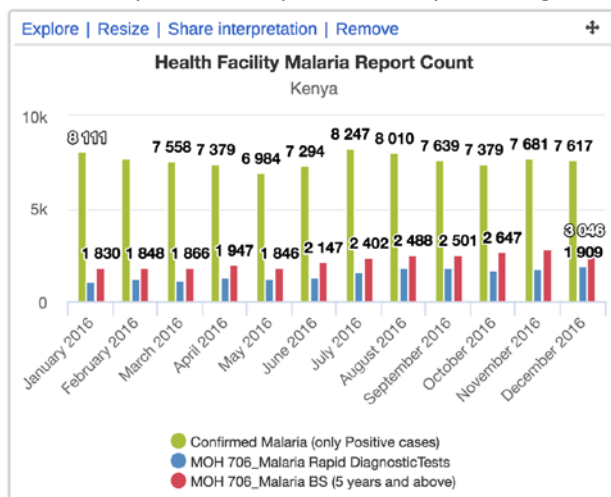 Explore | Resize | Share interpretation | Remove
Health Facility Malaria Report Count
Kenya
10k
8 111
7 558
7 379
6 984
7 294
8 247
8 010
7 639
7 379
7 681
7 617
5k
3 046
1 830
1 848
1 866
1 947
1 846
2 147
2 402
2 488
2 501
2 647
1 909
0
January 2016
February 2016
March 2016
April 2016
May 2016
June 2016
July 2016
August 2016
September 2016
October 2016
November 2016
December 2016
Confirmed Malaria (only Positive cases)
MOH 706_Malaria Rapid DiagnosticTests
MOH 706_Malaria BS (5 years and above)